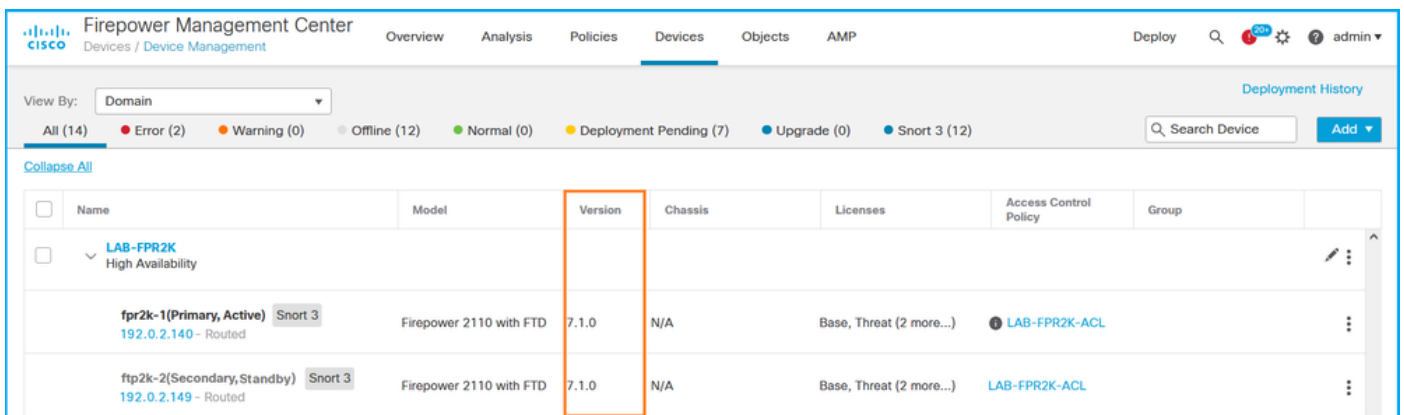 Firepower Management Center
CISCO Devices / Device Management Overview Analysis Policies Devices Objects AMP Deploy 20+ admin
Deployment History
View By: Domain
All (14) Error (2) Warning (0) Offline (12) Normal (0) Deployment Pending (7) Upgrade (0) Snort 3 (12) Search Device Add
Collapse All
Name Model Version Chassis Licenses Access Control Policy Group
LAB-FPR2K
High Availability
fpr2k-1(Primary, Active) Snort 3
192.0.2.140 - Routed Firepower 2110 with FTD 7.1.0 N/A Base, Threat (2 more...) LAB-FPR2K-ACL
ftp2k-2(Secondary, Standby) Snort 3
192.0.2.149 - Routed Firepower 2110 with FTD 7.1.0 N/A Base, Threat (2 more...) LAB-FPR2K-ACL